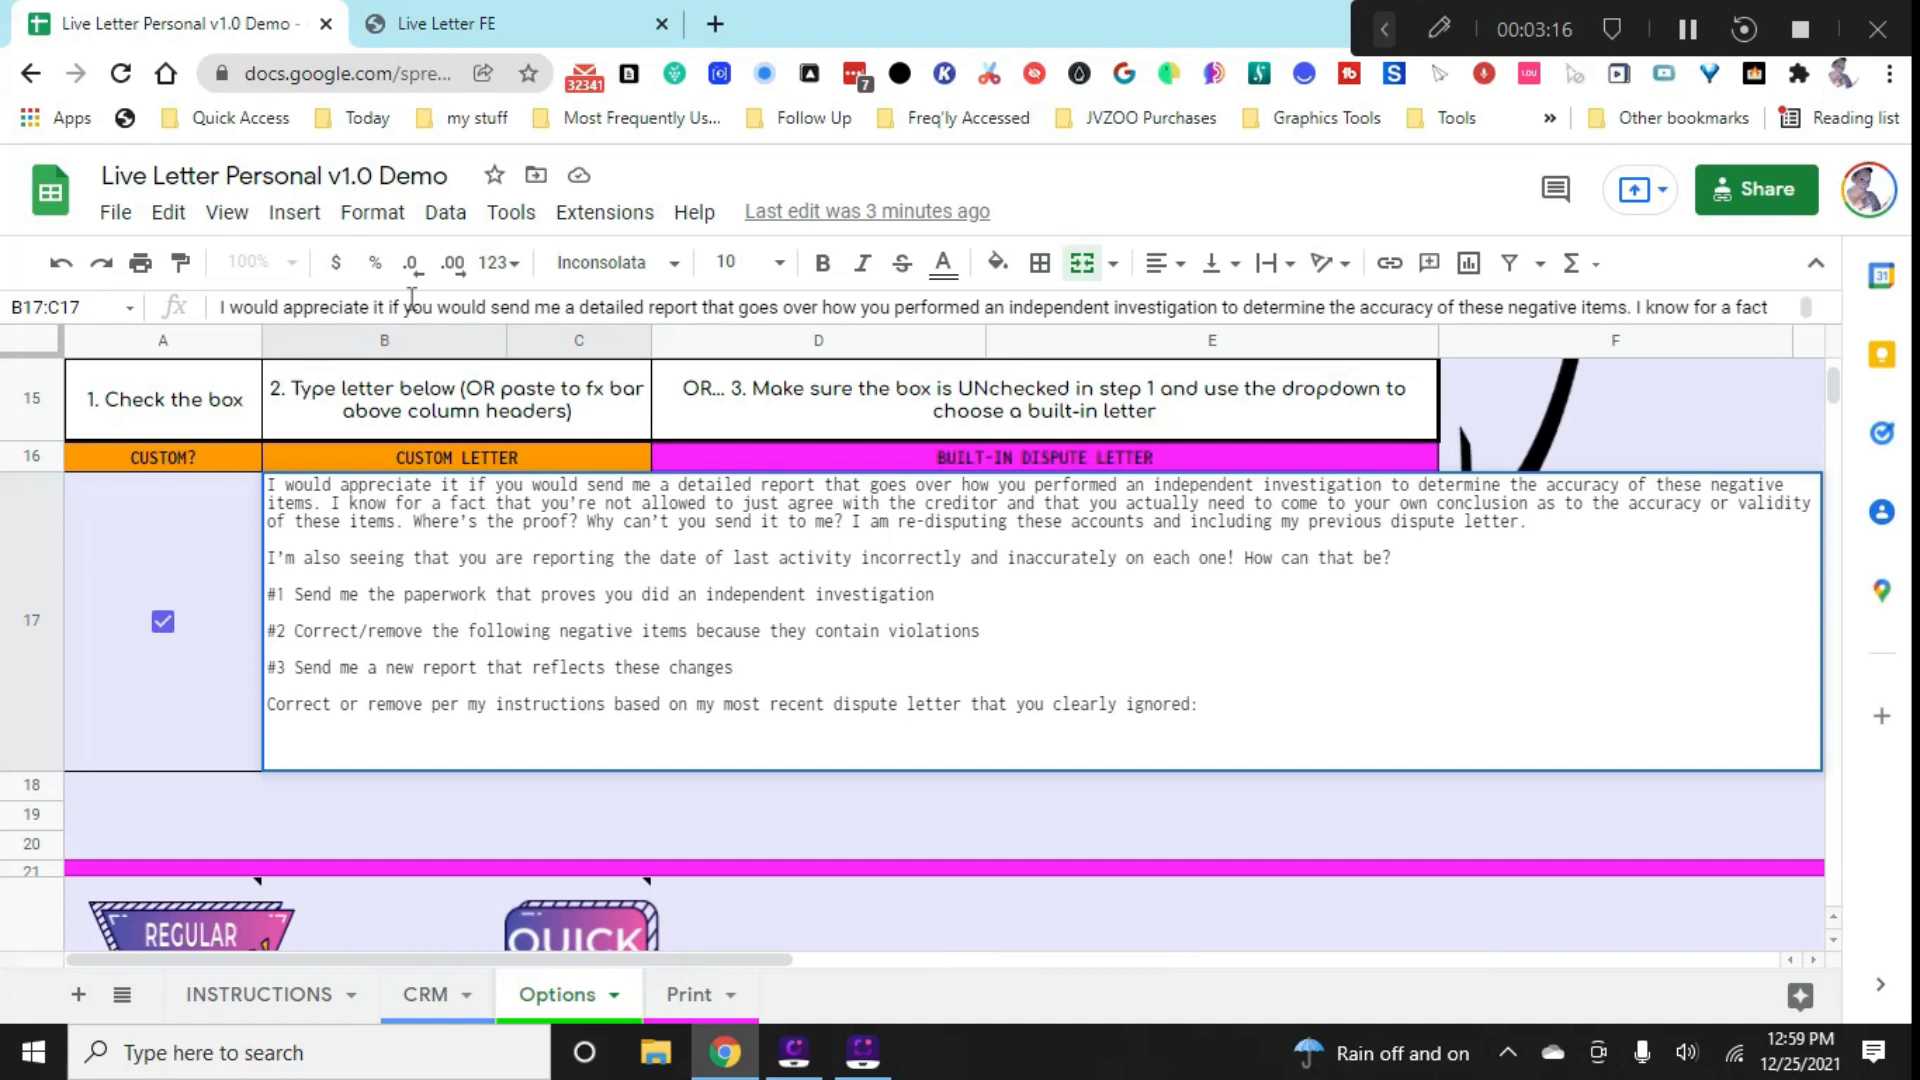 Live Letter Personal v1.0 Demo -
Live Letter FE
00:03:16
docs.google.com/spre...
32341
7
Apps
Quick Access
Today
my stuff
Most Frequently Us...
Follow Up
Freq'ly Accessed
JVZOO Purchases
Graphics Tools
Tools
Other bookmarks
Reading list
Live Letter Personal v1.0 Demo
Share
File Edit View Insert Format Data Tools Extensions Help Last edit was 3 minutes ago
100% $ % .0 .00 123 Inconsolata 10 B I S A
B17:C17 fx I would appreciate it if you would send me a detailed report that goes over how you performed an independent investigation to determine the accuracy of these negative items. I know for a fact
A B C D E F
15
1. Check the box
2. Type letter below (OR paste to fx bar
above column headers)
OR... 3. Make sure the box is UNchecked in step 1 and use the dropdown to
choose a built-in letter
16 CUSTOM? CUSTOM LETTER BUILT-IN DISPUTE LETTER
17
I would appreciate it if you would send me a detailed report that goes over how you performed an independent investigation to determine the accuracy of these negative
items. I know for a fact that you're not allowed to just agree with the creditor and that you actually need to come to your own conclusion as to the accuracy or validity
of these items. Where's the proof? Why can't you send it to me? I am re-disputing these accounts and including my previous dispute letter.
I'm also seeing that you are reporting the date of last activity incorrectly and inaccurately on each one! How can that be?
#1 Send me the paperwork that proves you did an independent investigation
#2 Correct/remove the following negative items because they contain violations
#3 Send me a new report that reflects these changes
Correct or remove per my instructions based on my most recent dispute letter that you clearly ignored:
18
19
20
21
REGULAR
QUICK
INSTRUCTIONS CRM Options Print
Type here to search
Rain off and on
12:59 PM
12/25/2021